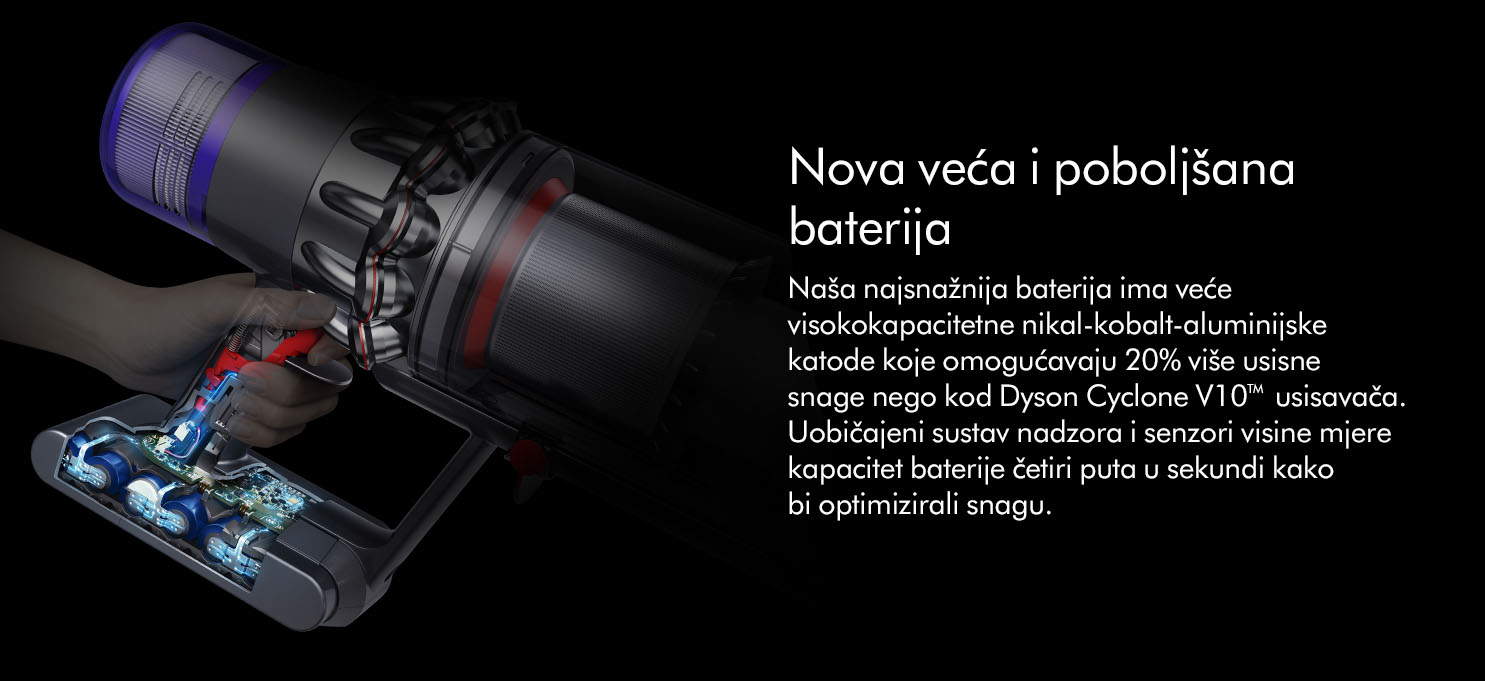 Nova veća i poboljšana
baterija
Naša najsnažnija baterija ima veće
visokokapacitetne nikal-kobalt-aluminijske
katode koje omogućavaju 20% više usisne
snage nego kod Dyson Cyclone V10™ usisavača.
Uobičajeni sustav nadzora i senzori visine mjere
kapacitet baterije četiri puta u sekundi kako
bi optimizirali snagu.